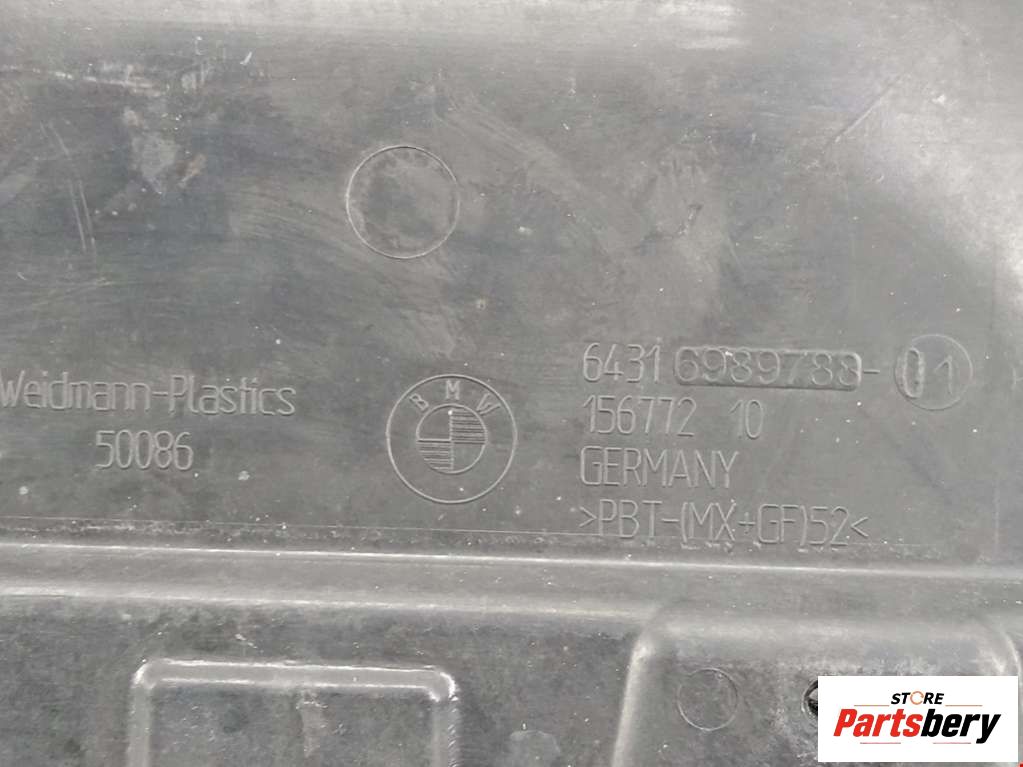 6431 6989788-01
Weidmann-Plastics
50086
BMW
156772 10
GERMANY
>PBT-(MX+GF)52<
STORE
Partsbery